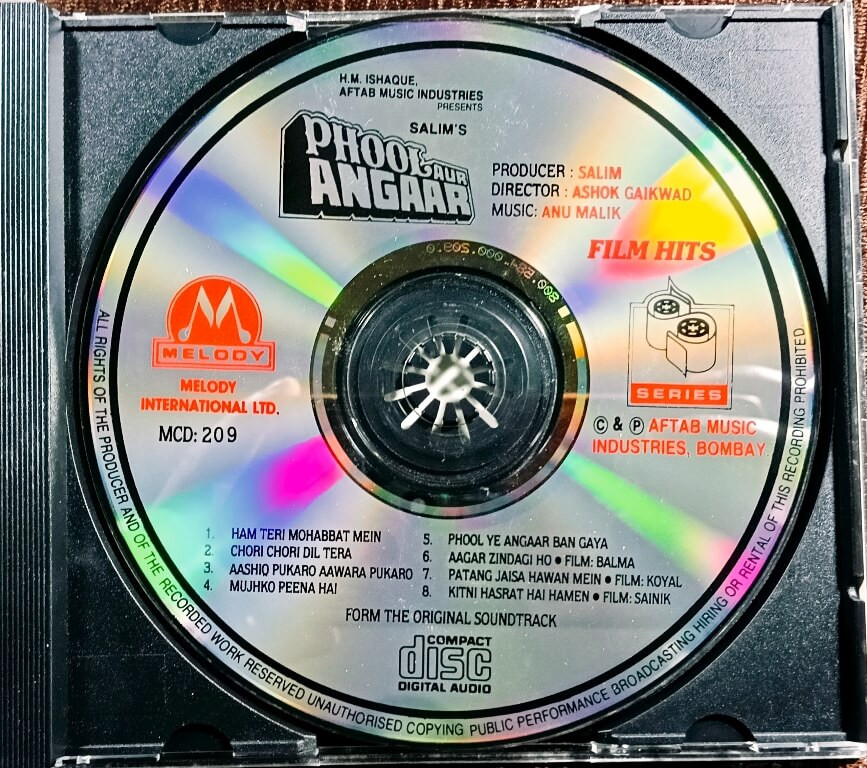 H.M. ISHAQUE,
AFTAB MUSIC INDUSTRIES
PRESENTS
SALIM'S
PHOOL AUR
ANGAAR
PRODUCER : SALIM
DIRECTOR : ASHOK GAIKWAD
MUSIC: ANU MALIK
FILM HITS
SERIES
© & ℗ AFTAB MUSIC
INDUSTRIES, BOMBAY.
M
MELODY
MELODY
INTERNATIONAL LTD.
MCD: 209
1. HAM TERI MOHABBAT MEIN
2. CHORI CHORI DIL TERA
3. AASHIQ PUKARO AAWARA PUKARO
4. MUJHKO PEENA HAI
5. PHOOL YE ANGAAR BAN GAYA
6. AAGAR ZINDAGI HO ● FILM: BALMA
7. PATANG JAISA HAWAN MEIN ● FILM: KOYAL
8. KITNI HASRAT HAI HAMEN ● FILM: SAINIK
FORM THE ORIGINAL SOUNDTRACK
COMPACT
disc
DIGITAL AUDIO
ALL RIGHTS OF THE PRODUCER AND OF THE RECORDED WORK RESERVED UNAUTHORISED COPYING PUBLIC PERFORMANCE BROADCASTING HIRING OR RENTAL OF THIS RECORDING PROHIBITED